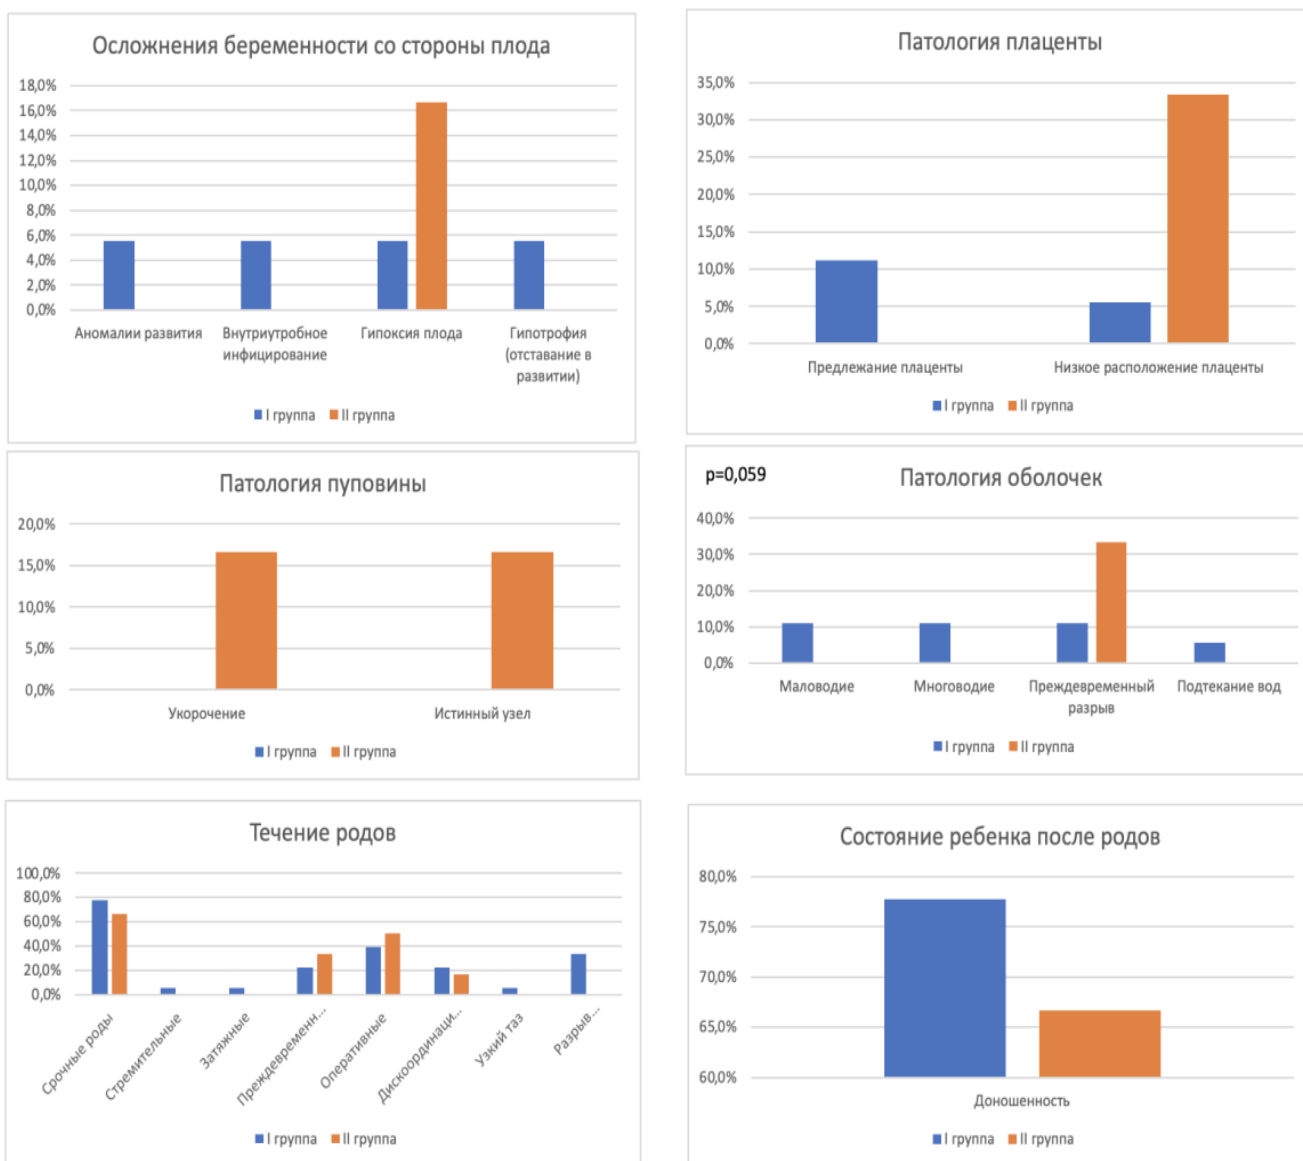 Осложнения беременности со стороны плода
18,0%
16,0%
14,0%
12,0%
10,0%
8,0%
6,0%
4,0%
2,0%
0,0%
Аномалии развития
Внутриутробное
инфицирование
Гипоксия плода
Гипотрофия
(отставание в
развитии)
I группа
II группа
Патология плаценты
35,0%
30,0%
25,0%
20,0%
15,0%
10,0%
5,0%
0,0%
Предлежание плаценты
Низкое расположение плаценты
I группа
II группа
Патология пуповины
20,0%
15,0%
10,0%
5,0%
0,0%
Укорочение
Истинный узел
I группа
II группа
p=0,059
Патология оболочек
40,0%
30,0%
20,0%
10,0%
0,0%
Маловодие
Многоводие
Преждевременный
разрыв
Подтекание вод
I группа
II группа
Течение родов
100,0%
80,0%
60,0%
40,0%
20,0%
0,0%
Срочные роды
Стремительные
Затяжные
Преждевременн...
Оперативные
Дискоординаци...
Узкий таз
Разрыв...
I группа
II группа
Состояние ребенка после родов
80,0%
75,0%
70,0%
65,0%
60,0%
Доношенность
I группа
II группа